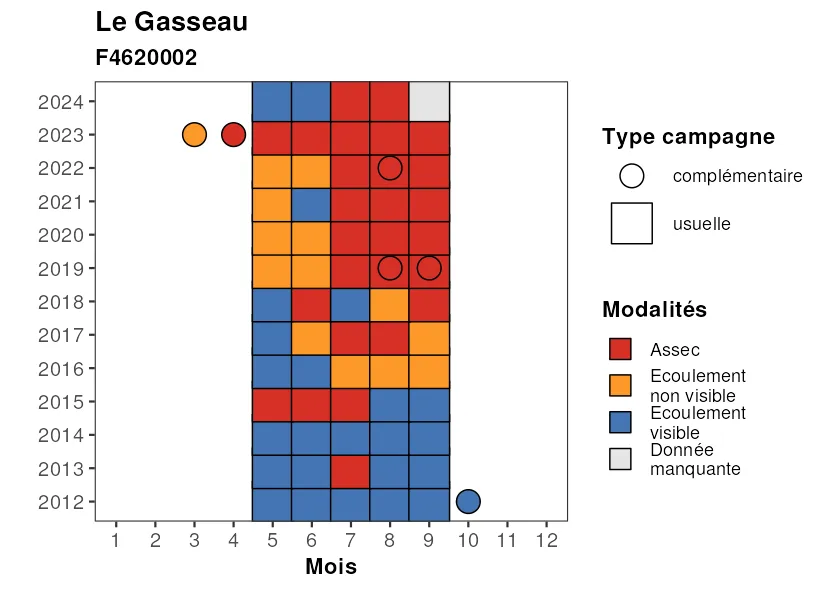 Le Gasseau
F4620002
2024
2023
2022
2021
2020
2019
2018
2017
2016
2015
2014
2013
2012
1 2 3 4 5 6 7 8 9 10 11 12
Mois
Type campagne
complémentaire
usuelle
Modalités
Assec
Ecoulement
non visible
Ecoulement
visible
Donnée
manquante